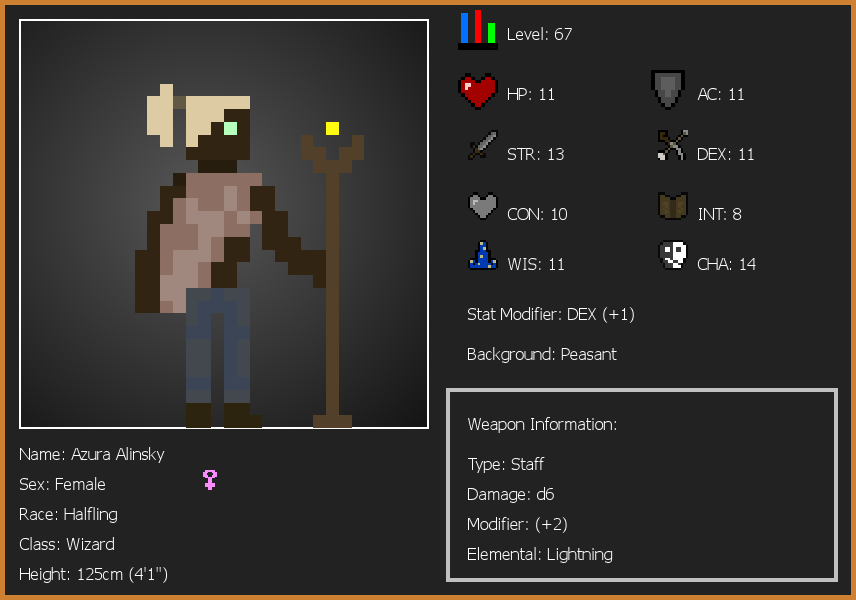 Level: 67
HP: 11
AC: 11
STR: 13
DEX: 11
CON: 10
INT: 8
WIS: 11
CHA: 14
Stat Modifier: DEX (+1)
Background: Peasant
Weapon Information:
Type: Staff
Damage: d6
Modifier: (+2)
Elemental: Lightning
Name: Azura Alinsky
Sex: Female
Race: Halfling
Class: Wizard
Height: 125cm (4'1")